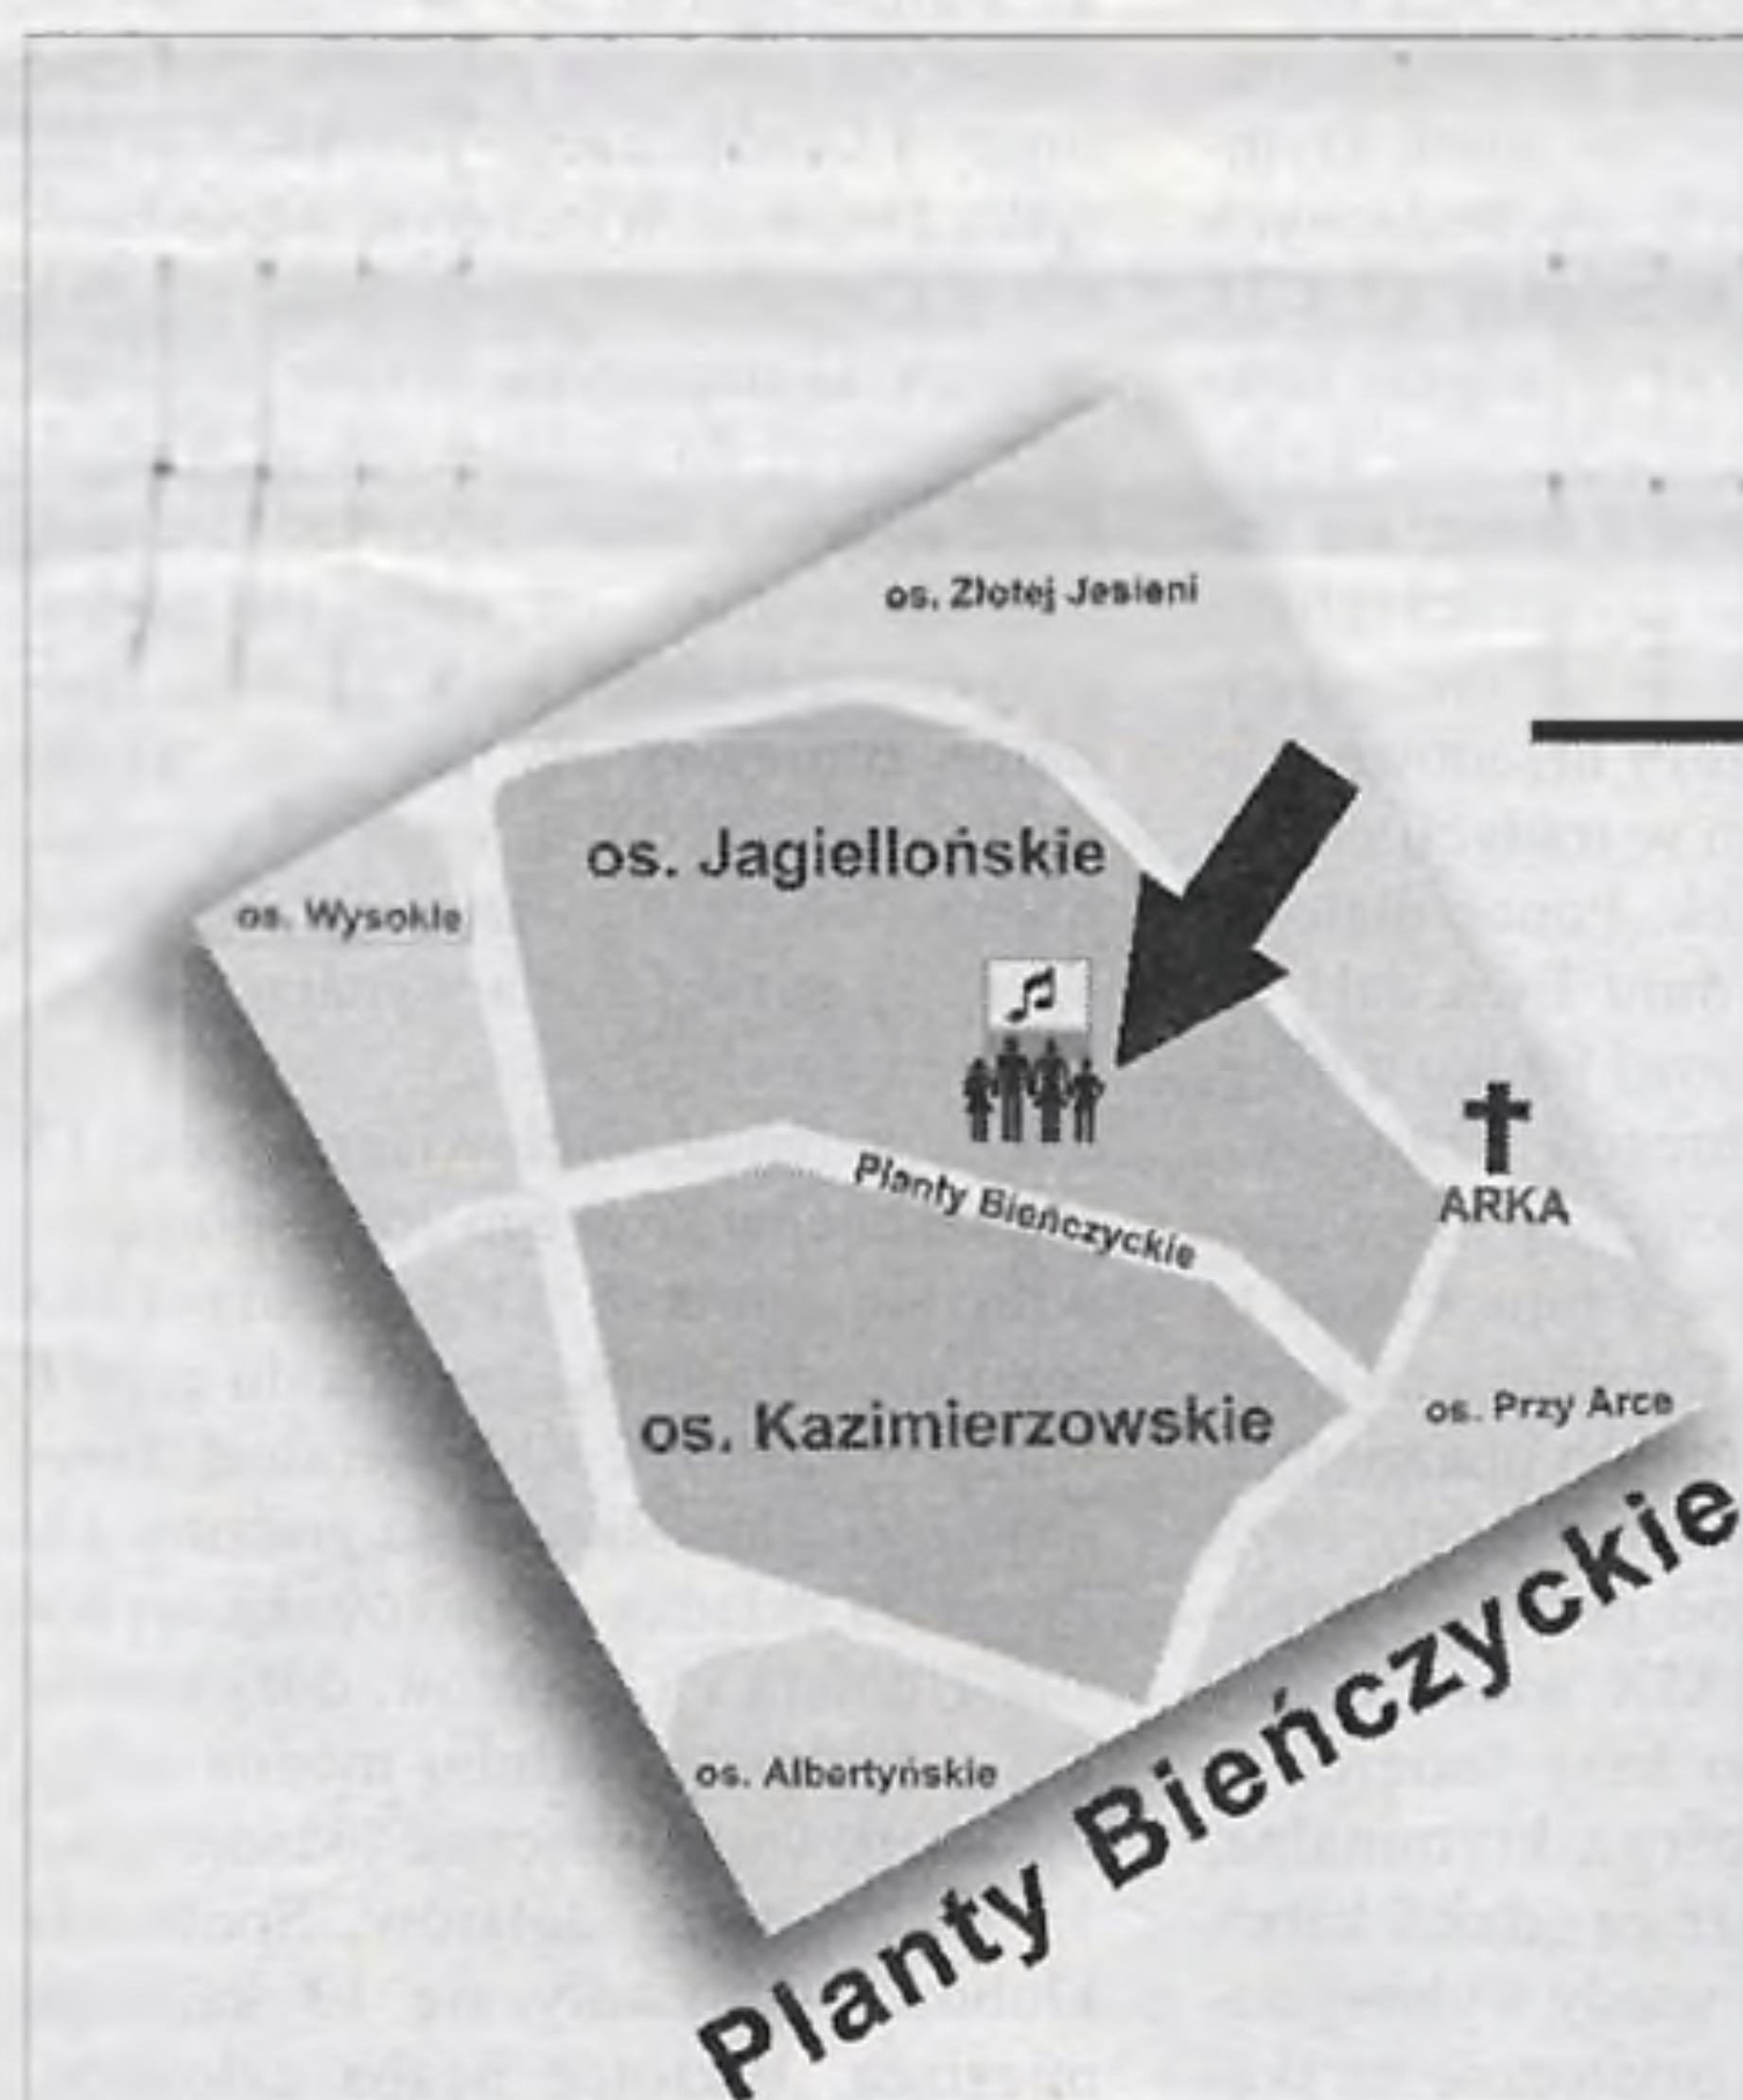 os. Złotej Jesieni
os. Jagiellońskie
os. Wysokie
Planty Bieńczyckie
ARKA
os. Kazimierzowskie
os. Przy Arce
os. Albertyńskie
Planty Bieńczyckie